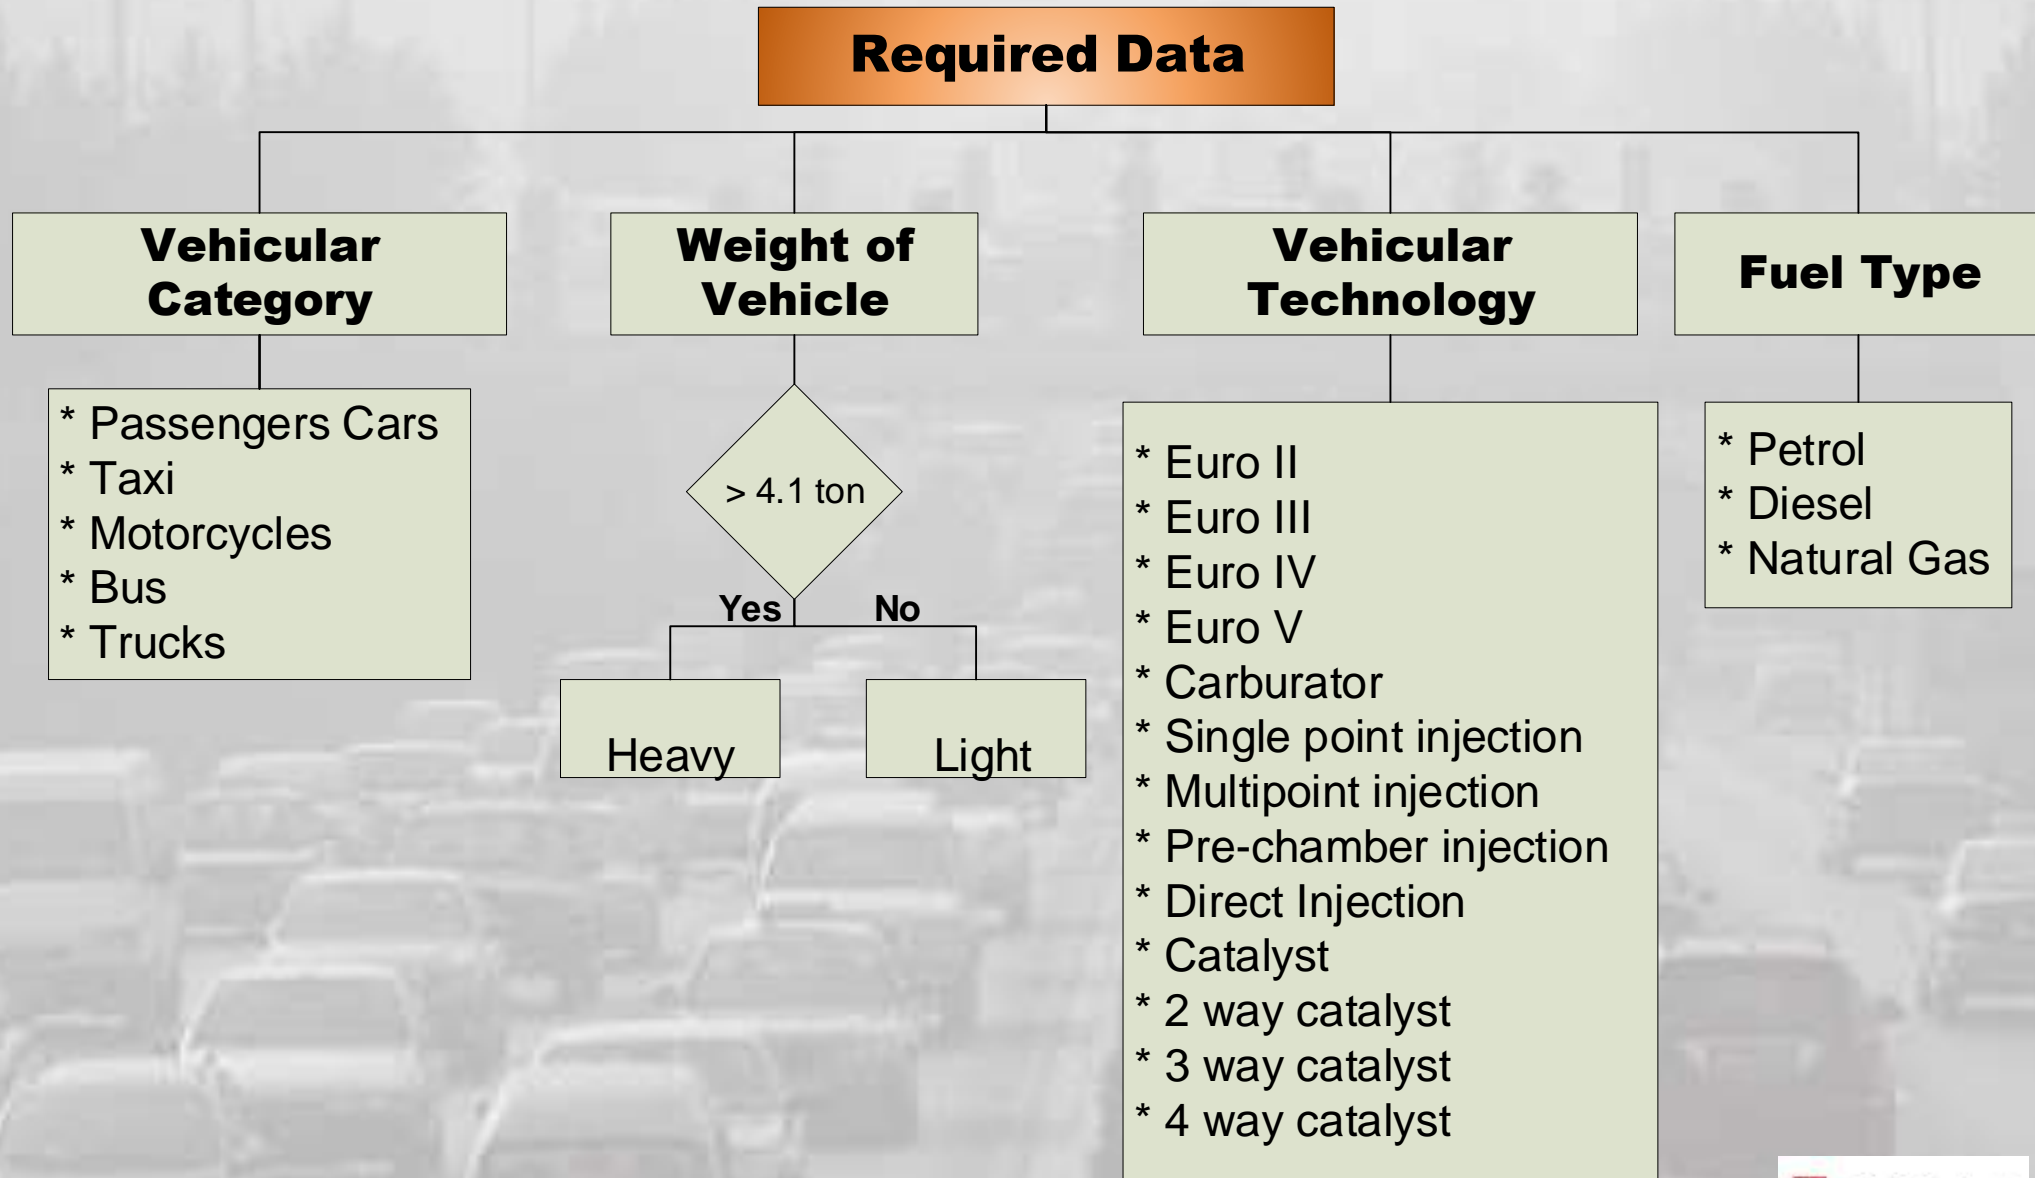 Required Data
Vehicular
Category
* Passengers Cars
* Taxi
* Motorcycles
* Bus
* Trucks
Weight of
Vehicle
> 4.1 ton
Yes
No
Heavy
Light
Vehicular
Technology
* Euro II
* Euro III
* Euro IV
* Euro V
* Carburator
* Single point injection
* Multipoint injection
* Pre-chamber injection
* Direct Injection
* Catalyst
* 2 way catalyst
* 3 way catalyst
* 4 way catalyst
Fuel Type
* Petrol
* Diesel
* Natural Gas